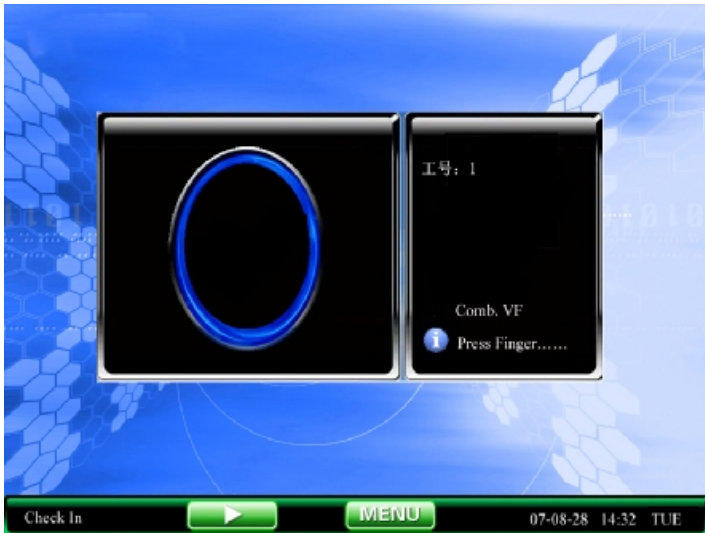 工号：1
Comb. VF
Press Finger......
Check In
MENU
07-08-28 14:32 TUE